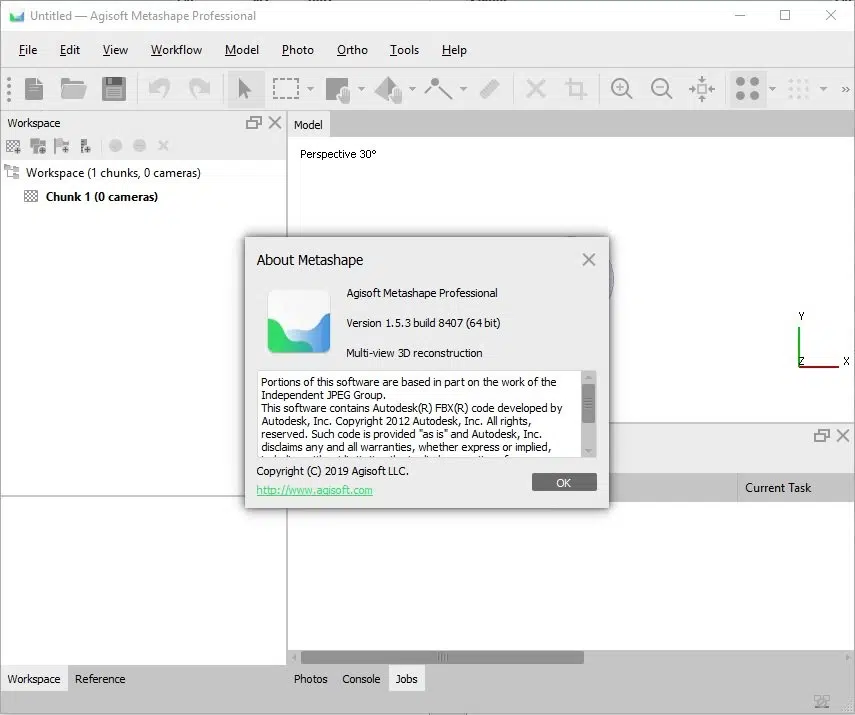 Untitled — Agisoft Metashape Professional
File Edit View Workflow Model Photo Ortho Tools Help
Workspace
Model
Perspective 30°
Workspace (1 chunks, 0 cameras)
Chunk 1 (0 cameras)
About Metashape
Agisoft Metashape Professional
Version 1.5.3 build 8407 (64 bit)
Multi-view 3D reconstruction
Portions of this software are based in part on the work of the
Independent JPEG Group.
This software contains Autodesk(R) FBX(R) code developed by
Autodesk, Inc. Copyright 2012 Autodesk, Inc. All rights,
reserved. Such code is provided "as is" and Autodesk, Inc.
disclaims any and all warranties, whether express or implied,
Copyright (C) 2019 Agisoft LLC.
http://www.agisoft.com
OK
Y
Z
X
Current Task
Workspace Reference
Photos Console Jobs